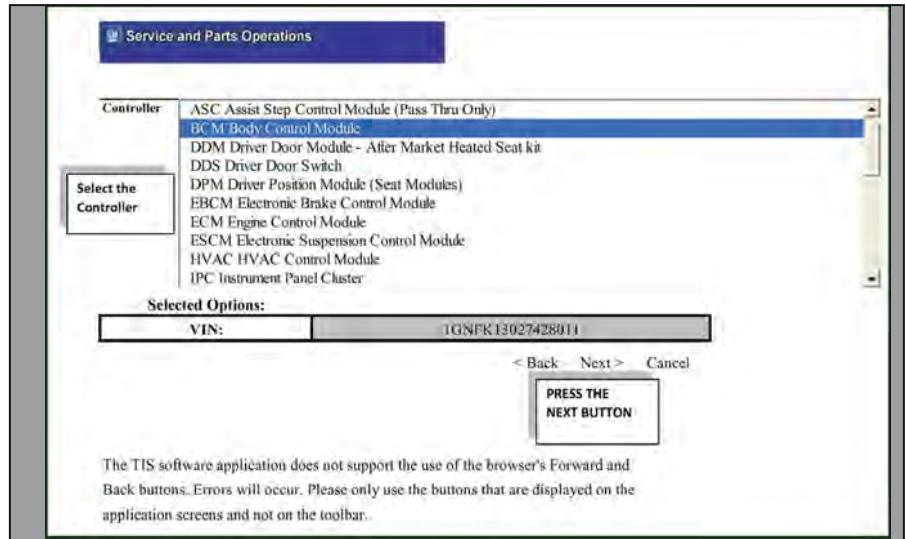 Service and Parts Operations
Controller
ASC Assist Step Control Module (Pass Thru Only)
BCM Body Control Module
DDM Driver Door Module - After Market Heated Seat kit
DDS Driver Door Switch
DPM Driver Position Module (Seat Modules)
EBCM Electronic Brake Control Module
ECM Engine Control Module
ESCM Electronic Suspension Control Module
HVAC HVAC Control Module
IPC Instrument Panel Cluster
Select the
Controller
Selected Options:
VIN: 1GNFK13027428011
< Back Next > Cancel
PRESS THE
NEXT BUTTON
The TIS software application does not support the use of the browser's Forward and
Back buttons. Errors will occur. Please only use the buttons that are displayed on the
application screens and not on the toolbar.